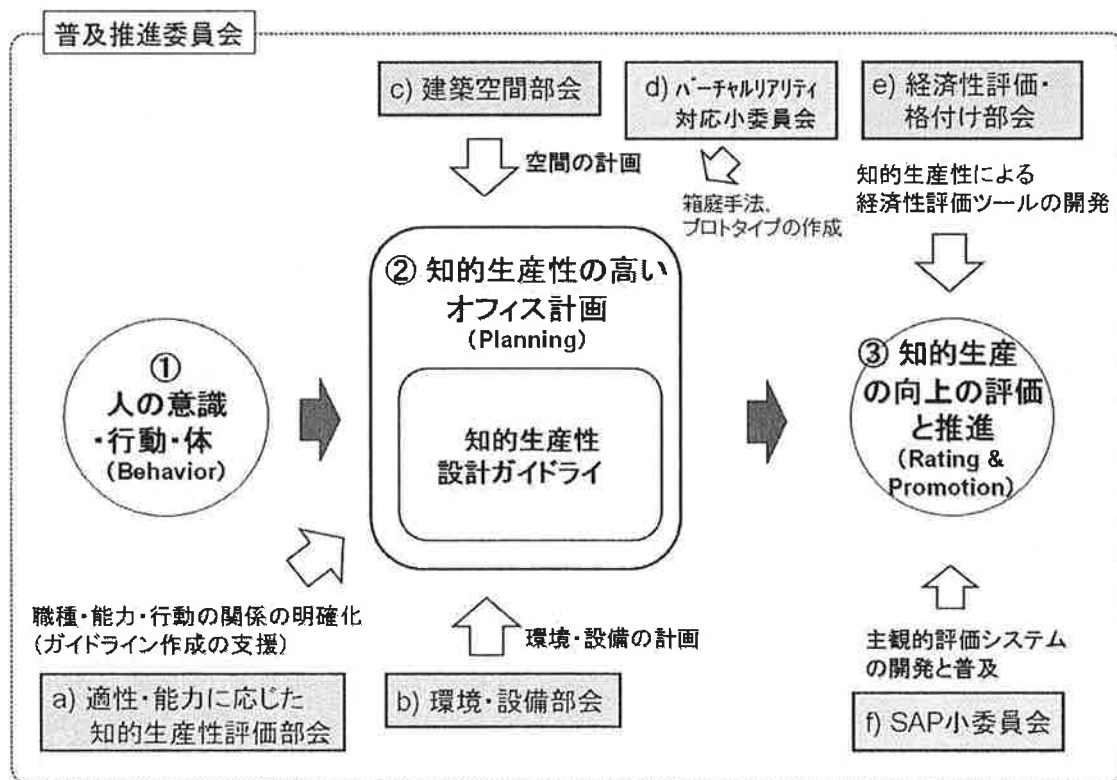 普及推進委員会
c) 建築空間部会
d) バーチャルリアリティ
対応小委員会
e) 経済性評価・
格付け部会
空間の計画
箱庭手法、
プロトタイプの作成
知的生産性による
経済性評価ツールの開発
①
人の意識
・行動・体
(Behavior)
② 知的生産性の高い
オフィス計画
(Planning)
知的生産性
設計ガイドライ
③ 知的生産
の向上の評価
と推進
(Rating &
Promotion)
職種・能力・行動の関係の明確化
(ガイドライン作成の支援)
a) 適性・能力に応じた
知的生産性評価部会
環境・設備の計画
b) 環境・設備部会
主観的評価システム
の開発と普及
f) SAP小委員会